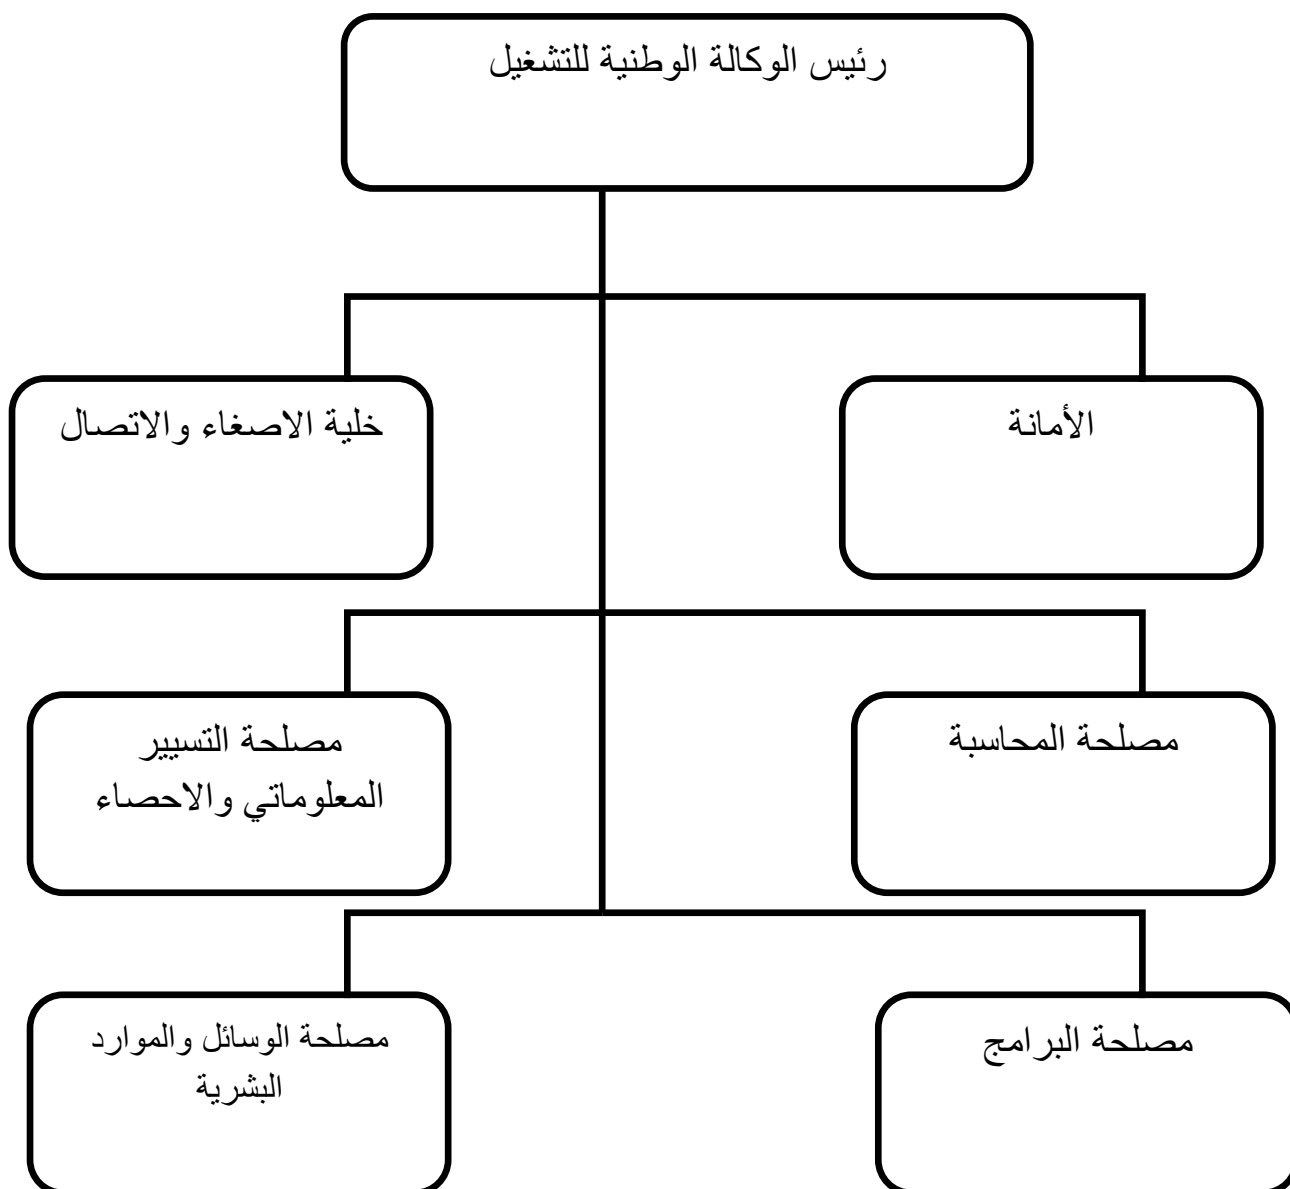 رئيس الوكالة الوطنية للتشغيل
الأمانة
خلية الاصغاء والاتصال
مصلحة المحاسبة
مصلحة التسيير
المعلوماتي والاحصاء
مصلحة البرامج
مصلحة الوسائل والموارد
البشرية